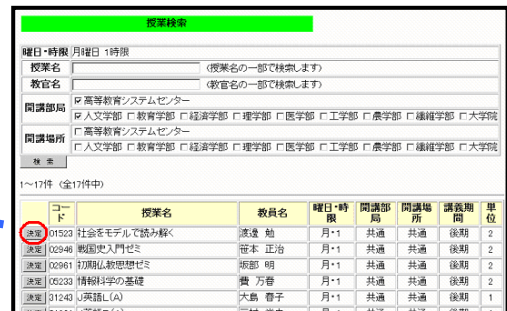 授業検索
曜日・時限 月曜日 1時限
授業名 (授業名の一部で検索します)
教官名 (教官名の一部で検索します)
開講部局 高等教育システムセンター
人文学部 教育学部 経済学部 理学部 医学部 工学部 農学部 繊維学部 大学院
開講場所 高等教育システムセンター
人文学部 教育学部 経済学部 理学部 医学部 工学部 農学部 繊維学部 大学院
検 索
1～17件 (全17件中)
コード 授業名 教員名 曜日・時限 開講部局 開講場所 講義期間 単位
決定 01523 社会をモデルで読み解く 渡邊 勉 月・1 共通 共通 後期 2
決定 02946 戦国史入門ゼミ 笹本 正治 月・1 共通 共通 後期 2
決定 02961 初期仏教思想ゼミ 坂部 明 月・1 共通 共通 後期 2
決定 05233 情報科学の基礎 費 万春 月・1 共通 共通 後期 2
決定 31243 J英語L(A) 大島 春子 月・1 共通 共通 後期 1